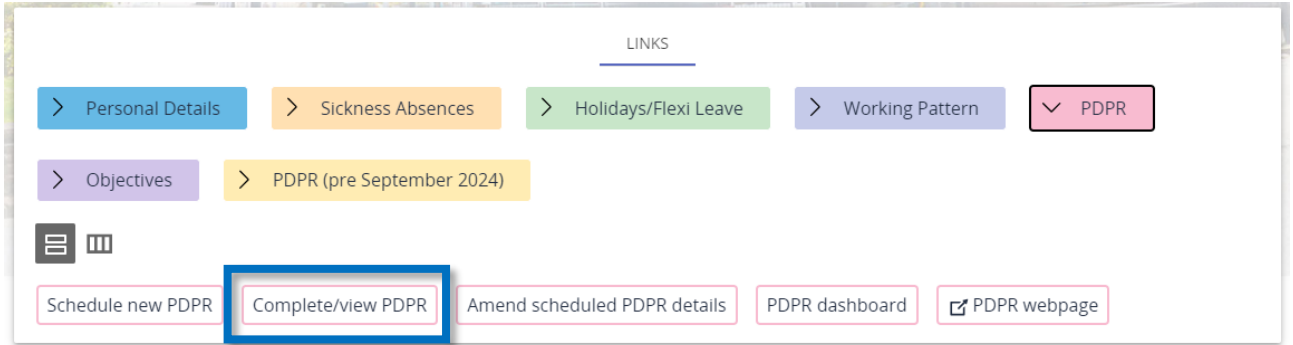 LINKS
Personal Details Sickness Absences Holidays/Flexi Leave Working Pattern PDPR
Objectives PDPR (pre September 2024)
Schedule new PDPR Complete/view PDPR Amend scheduled PDPR details PDPR dashboard PDPR webpage